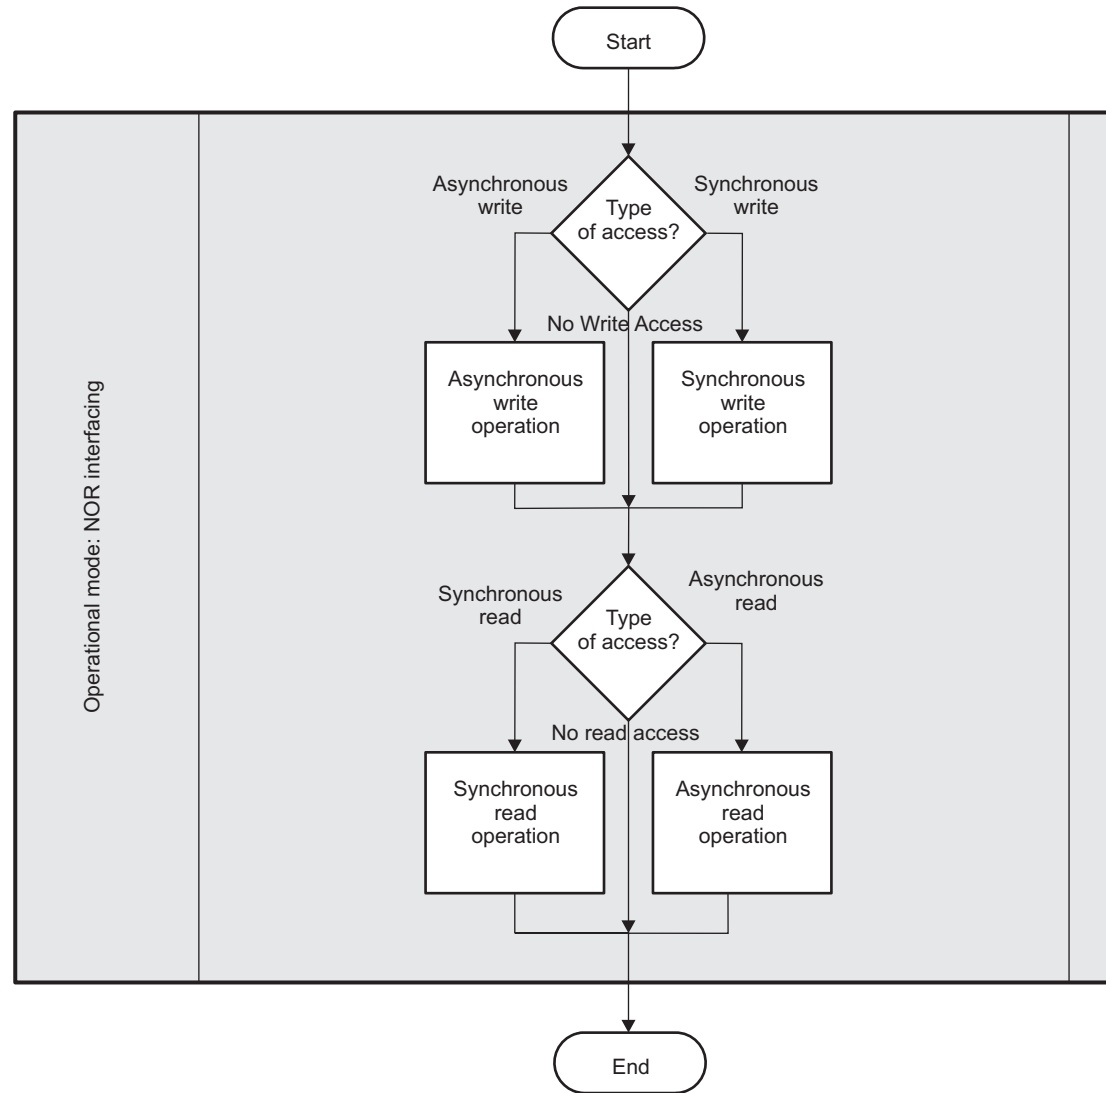 Start
Asynchronous
write
Type
of access?
Synchronous
write
No Write Access
Asynchronous
write
operation
Synchronous
write
operation
Operational mode: NOR interfacing
Synchronous
read
Type
of access?
Asynchronous
read
No read access
Synchronous
read
operation
Asynchronous
read
operation
End